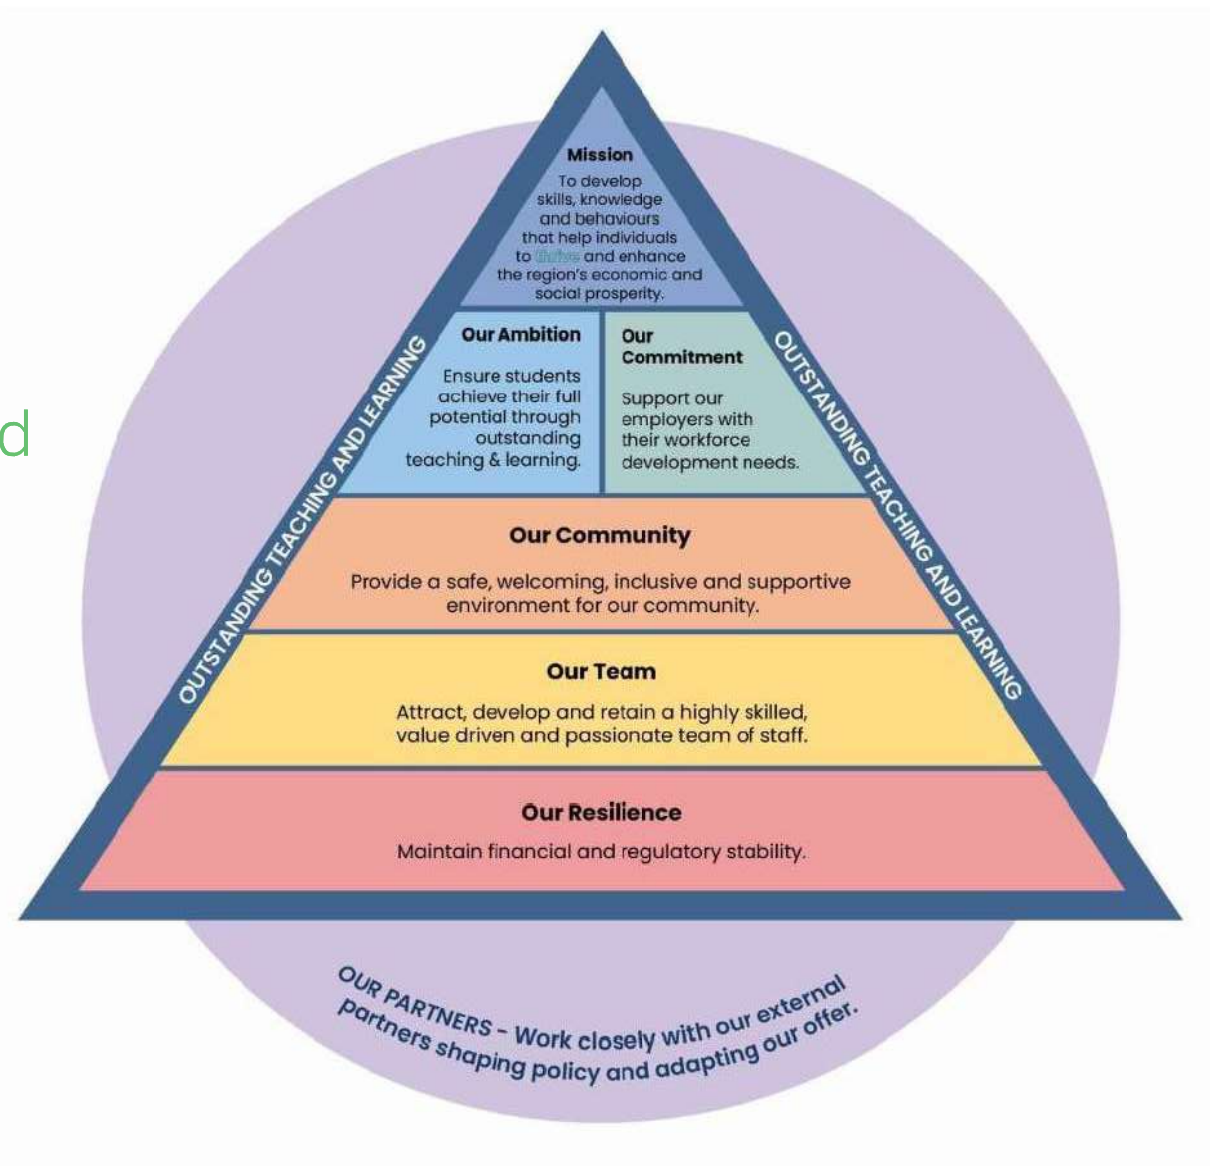 Mission
To develop
skills, knowledge
and behaviours
that help individuals
to thrive and enhance
the region's economic and
social prosperity.
Our Ambition
Ensure students
achieve their full
potential through
outstanding
teaching & learning.
Our
Commitment
Support our
employers with
their workforce
development needs.
Our Community
Provide a safe, welcoming, inclusive and supportive
environment for our community.
Our Team
Attract, develop and retain a highly skilled,
value driven and passionate team of staff.
Our Resilience
Maintain financial and regulatory stability.
OUTSTANDING TEACHING AND LEARNING
OUTSTANDING TEACHING AND LEARNING
d
OUR PARTNERS - Work closely with our external
partners shaping policy and adapting our offer.